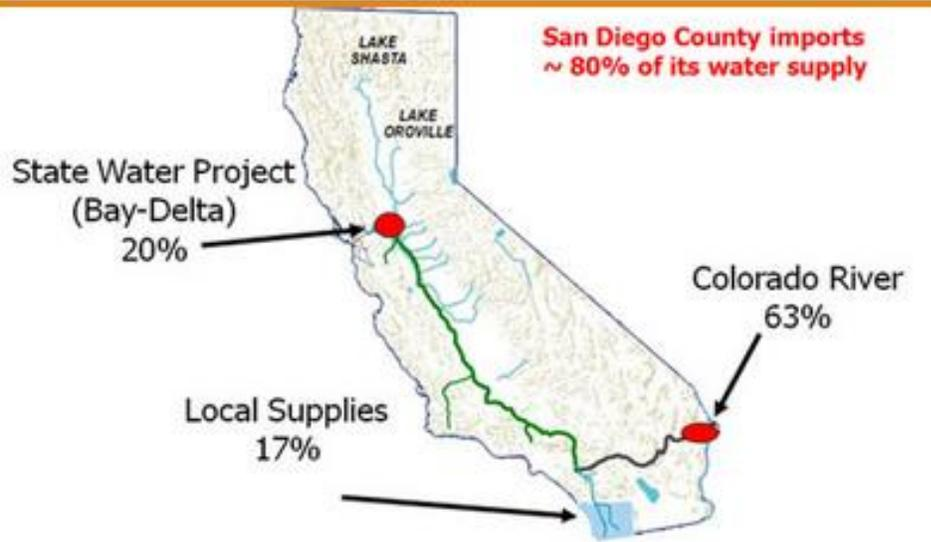 San Diego County imports
~ 80% of its water supply
LAKE
SHASTA
LAKE
OROVILLE
State Water Project
(Bay-Delta)
20%
Colorado River
63%
Local Supplies
17%